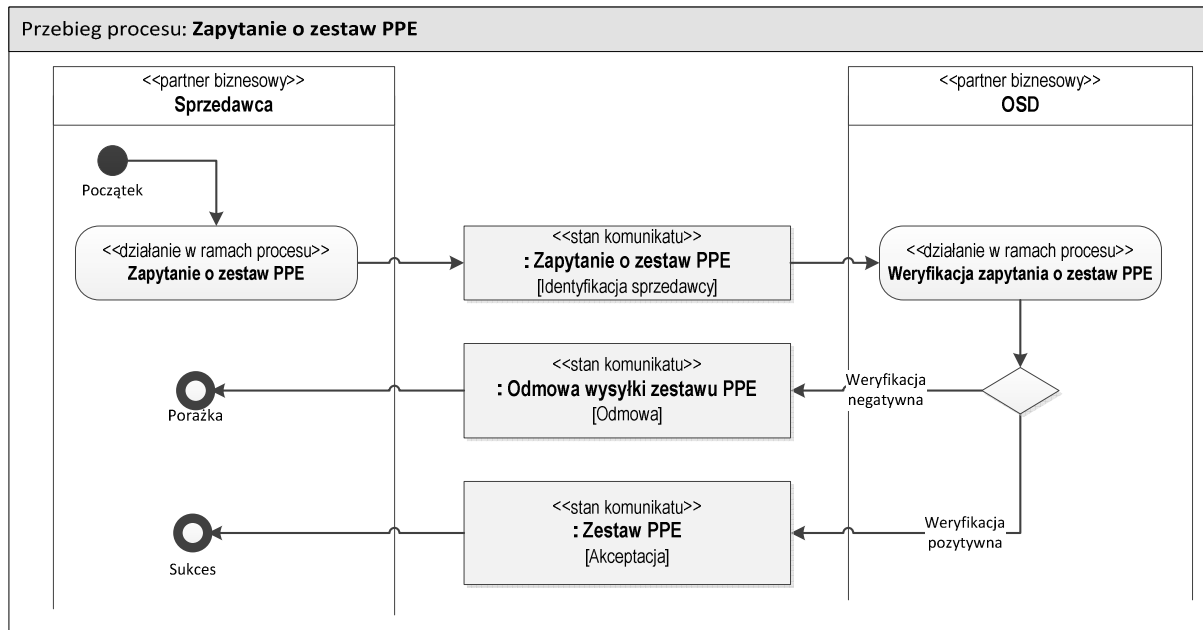 Przebieg procesu: Zapytanie o zestaw PPE
<<partner biznesowy>>
Sprzedawca
<<partner biznesowy>>
OSD
Początek
<<działanie w ramach procesu>>
Zapytanie o zestaw PPE
<<stan komunikatu>>
: Zapytanie o zestaw PPE
[Identyfikacja sprzedawcy]
<<działanie w ramach procesu>>
Weryfikacja zapytania o zestaw PPE
Porażka
<<stan komunikatu>>
: Odmowa wysyłki zestawu PPE
[Odmowa]
Weryfikacja
negatywna
Sukces
<<stan komunikatu>>
: Zestaw PPE
[Akceptacja]
Weryfikacja
pozytywna